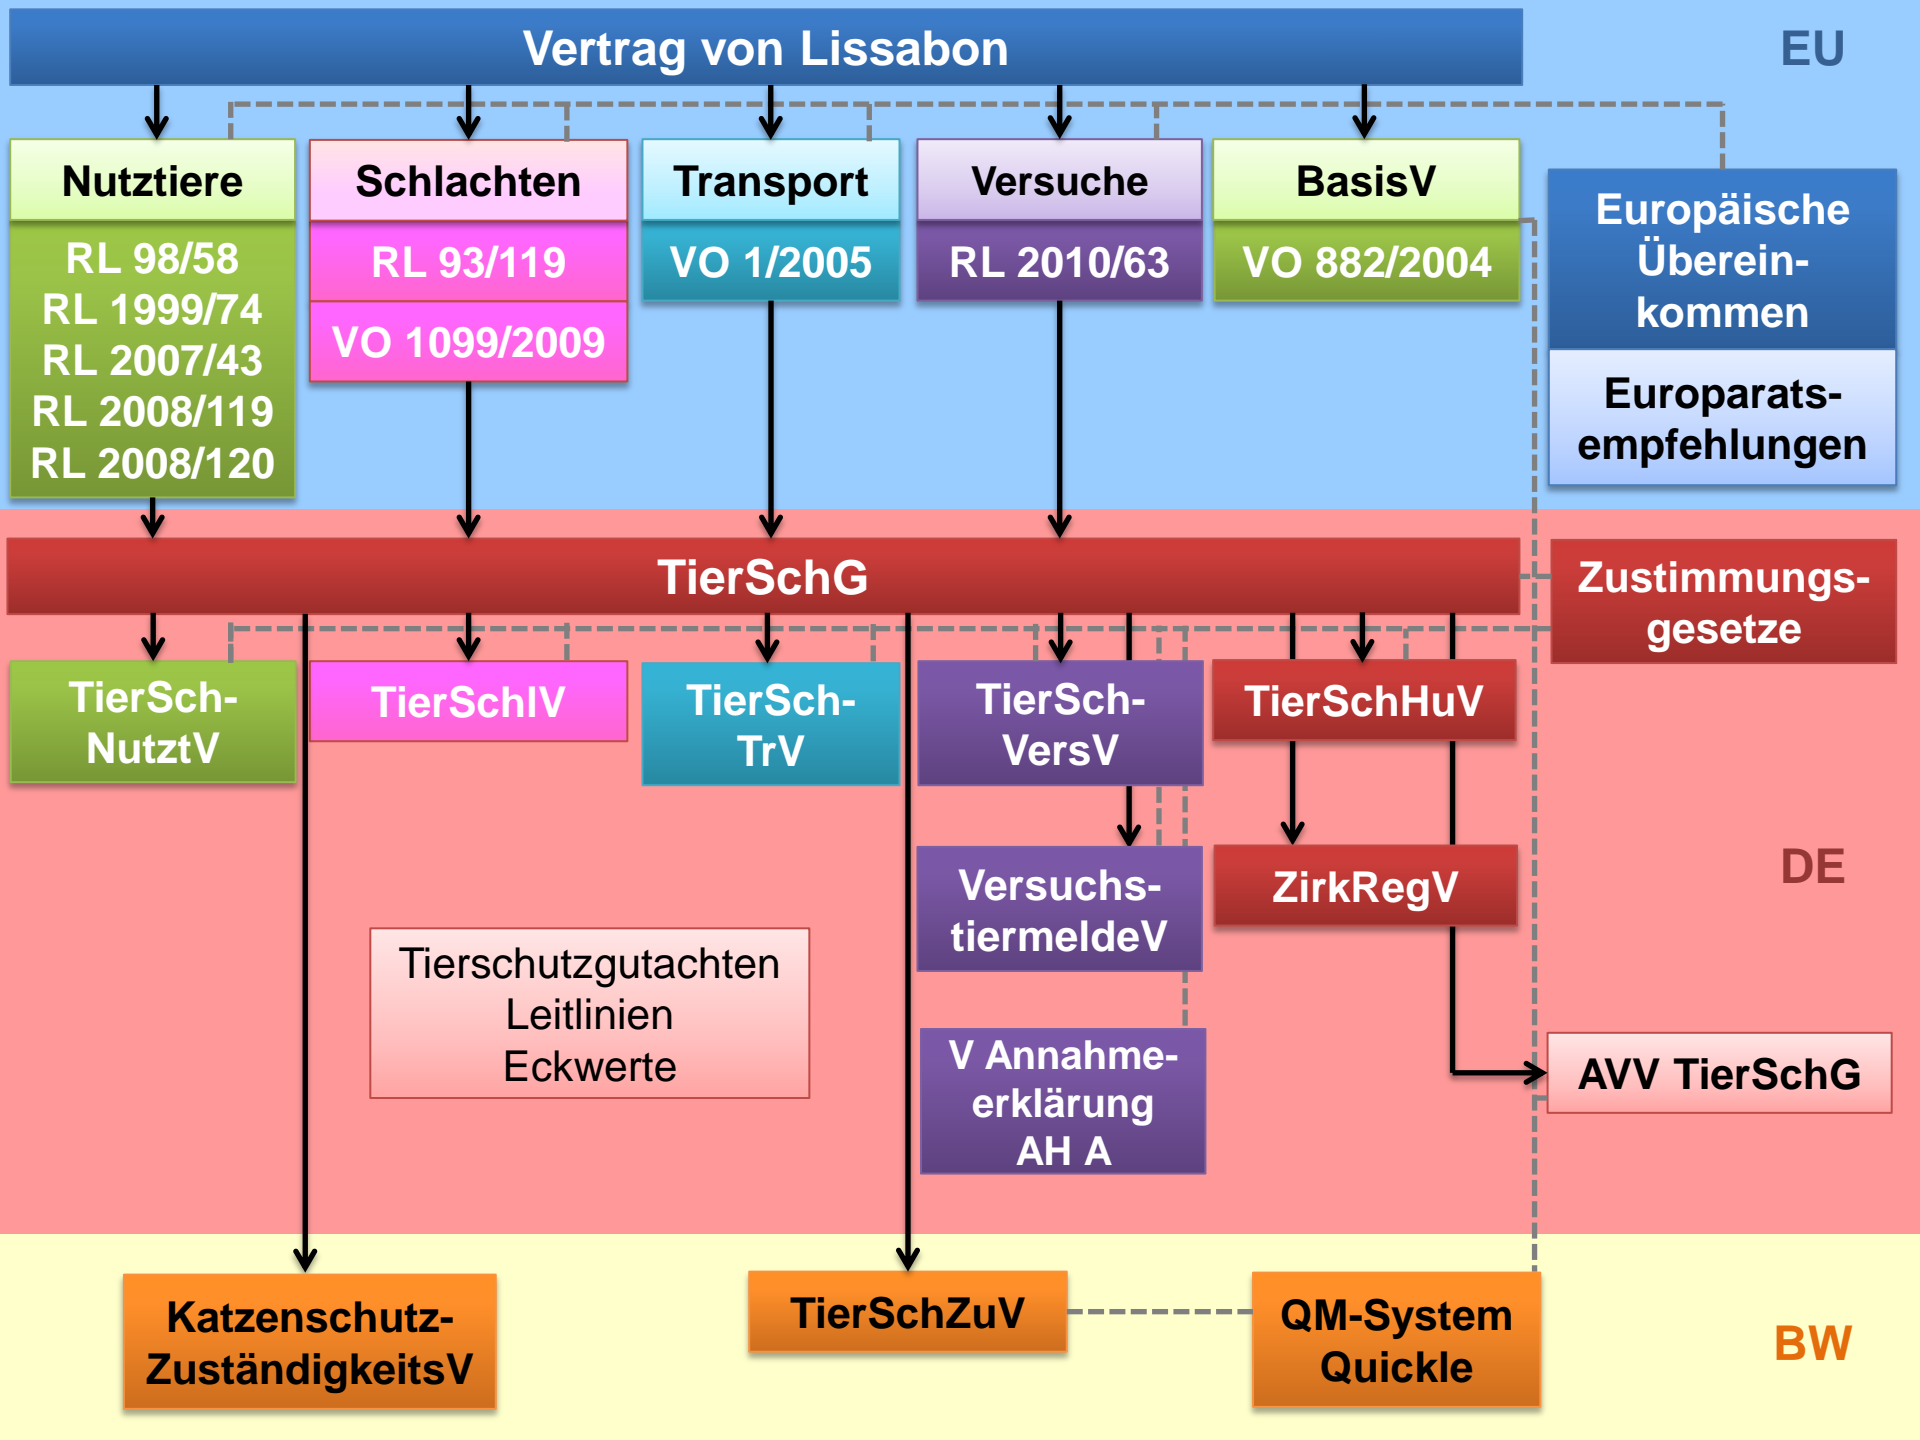 Vertrag von Lissabon
EU
Nutztiere
RL 98/58
RL 1999/74
RL 2007/43
RL 2008/119
RL 2008/120
Schlachten
RL 93/119
VO 1099/2009
Transport
VO 1/2005
Versuche
RL 2010/63
BasisV
VO 882/2004
Europäische
Überein-
kommen
Europarats-
empfehlungen
TierSchG
Zustimmungs-
gesetze
TierSch-
NutztV
TierSchlV
TierSch-
TrV
TierSch-
VersV
TierSchHuV
Versuchs-
tiermeldeV
ZirkRegV
DE
Tierschutzgutachten
Leitlinien
Eckwerte
V Annahme-
erklärung
AH A
AVV TierSchG
Katzenschutz-
ZuständigkeitsV
TierSchZuV
QM-System
Quickle
BW